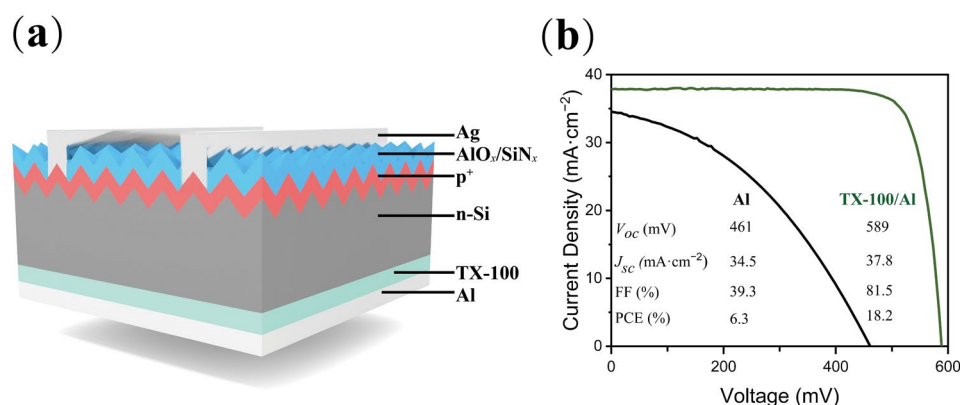 (a)
Ag
AlOₓ/SiNₓ
p⁺
n-Si
TX-100
Al
(b)
Current Density (mA·cm⁻²)
40
30
20
10
0
Al TX-100/Al
V_OC (mV) 461 589
J_SC (mA·cm⁻²) 34.5 37.8
FF (%) 39.3 81.5
PCE (%) 6.3 18.2
0 200 400 600
Voltage (mV)